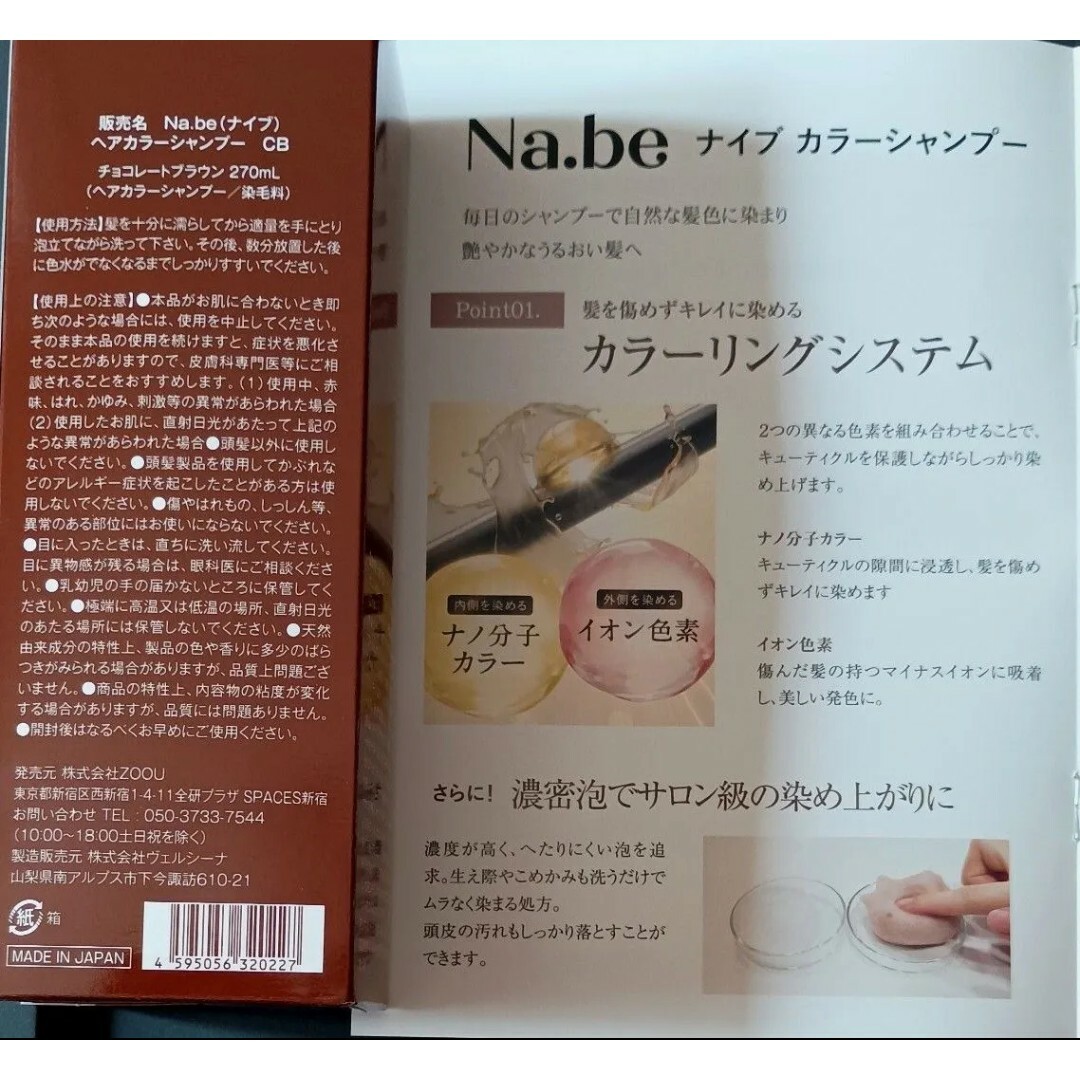 販売名 Na.be(ナイブ)
ヘアカラーシャンプー CB
チョコレートブラウン 270mL
(ヘアカラーシャンプー/染毛料)
【使用方法】髪を十分に濡らしてから適量を手にとり
泡立てながら洗って下さい。その後、数分放置した後
に色水がでなくなるまでしっかりすすいでください。
【使用上の注意】●本品がお肌に合わないとき即
ち次のような場合には、使用を中止してください。
そのまま本品の使用を続けますと、症状を悪化さ
せることがありますので、皮膚科専門医等にご相
談されることをおすすめします。(1)使用中、赤
味、はれ、かゆみ、刺激等の異常があらわれた場合
(2)使用したお肌に、直射日光があたって上記の
ような異常があらわれた場合●頭髪以外に使用し
ないでください。●頭髪製品を使用してかぶれな
どのアレルギー症状を起こしたことがある方は使
用しないでください。●傷やはれもの、しっしん等、
異常のある部位にはお使いにならないでください。
●目に入ったときは、直ちに洗い流してください。
目に異物感が残る場合は、眼科医にご相談くださ
い。●乳幼児の手の届かないところに保管してく
ださい。●極端に高温又は低温の場所、直射日光
のあたる場所には保管しないでください。●天然
由来成分の特性上、製品の色や香りに多少のばら
つきがみられる場合がありますが、品質上問題ござ
いません。●商品の特性上、内容物の粘度が変化
する場合がありますが、品質には問題ありません。
●開封後はなるべくお早めにご使用ください。
発売元 株式会社ZOOU
東京都新宿区西新宿1-4-11全研プラザ SPACES新宿
お問い合わせ TEL : 050-3733-7544
(10:00~18:00土日祝を除く)
製造販売元 株式会社ヴェルシーナ
山梨県南アルプス市下今諏訪610-21
紙 箱
MADE IN JAPAN
4 595056 320227
Na.be ナイブ カラーシャンプー
毎日のシャンプーで自然な髪色に染まり
艶やかなうるおい髪へ
Point01. 髪を傷めずキレイに染める
カラーリングシステム
2つの異なる色素を組み合わせることで、
キューティクルを保護しながらしっかり染
め上げます。
ナノ分子カラー
キューティクルの隙間に浸透し、髪を傷め
ずキレイに染めます
イオン色素
傷んだ髪の持つマイナスイオンに吸着
し、美しい発色に。
内側を染める
ナノ分子
カラー
外側を染める
イオン色素
さらに! 濃密泡でサロン級の染め上がりに
濃度が高く、へたりにくい泡を追
求。生え際やこめかみも洗うだけで
ムラなく染まる処方。
頭皮の汚れもしっかり落とすことが
できます。